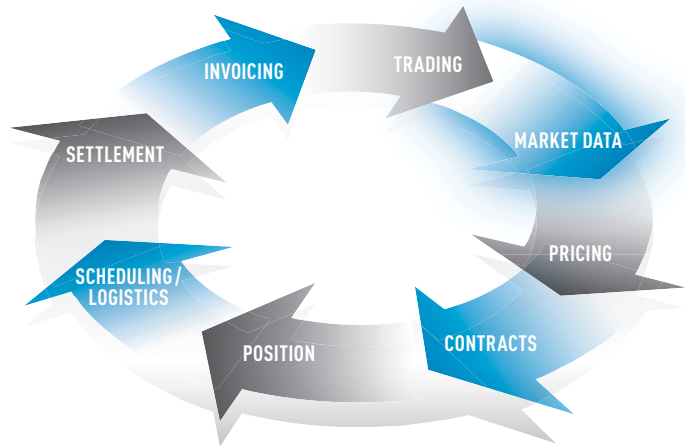 INVOICING
TRADING
MARKET DATA
PRICING
CONTRACTS
POSITION
SCHEDULING/
LOGISTICS
SETTLEMENT